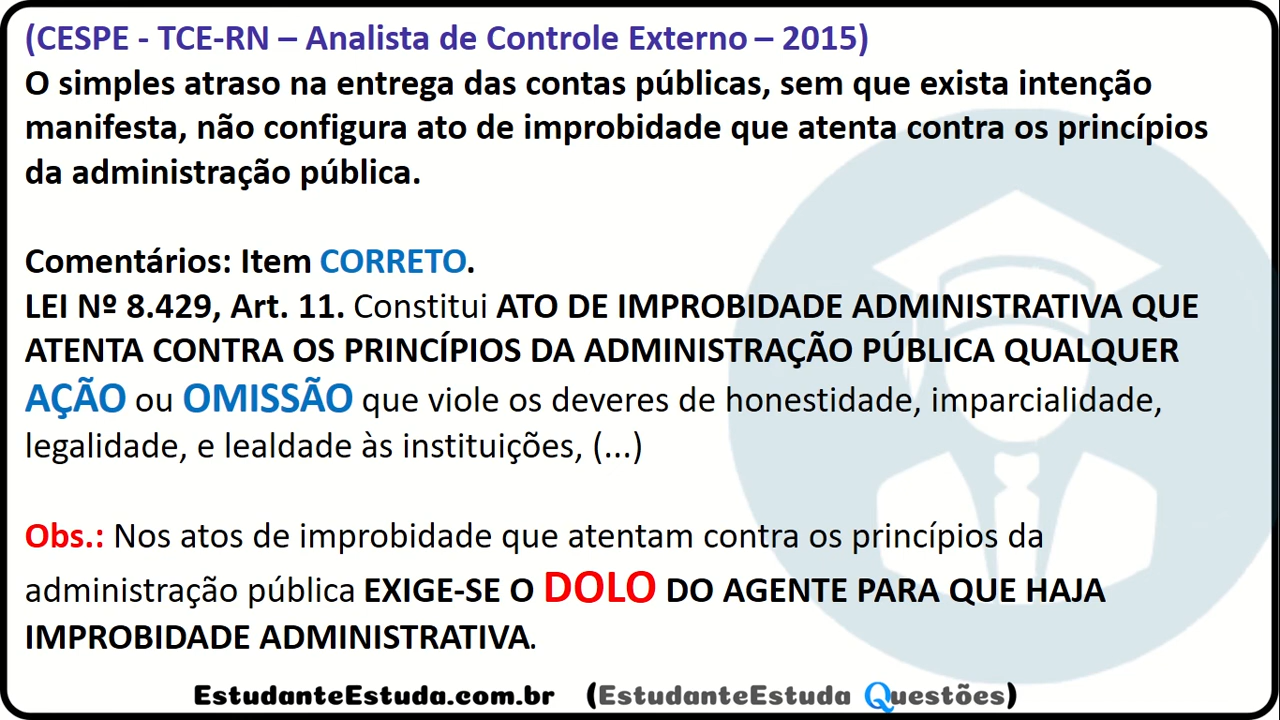 (CESPE - TCE-RN – Analista de Controle Externo – 2015)
O simples atraso na entrega das contas públicas, sem que exista intenção
manifesta, não configura ato de improbidade que atenta contra os princípios
da administração pública.
Comentários: Item CORRETO.
LEI Nº 8.429, Art. 11. Constitui ATO DE IMPROBIDADE ADMINISTRATIVA QUE
ATENTA CONTRA OS PRINCÍPIOS DA ADMINISTRAÇÃO PÚBLICA QUALQUER
AÇÃO ou OMISSÃO que viole os deveres de honestidade, imparcialidade,
legalidade, e lealdade às instituições, (...)
Obs.: Nos atos de improbidade que atentam contra os princípios da
administração pública EXIGE-SE O DOLO DO AGENTE PARA QUE HAJA
IMPROBIDADE ADMINISTRATIVA.
EstudanteEstuda.com.br (EstudanteEstuda Questões)